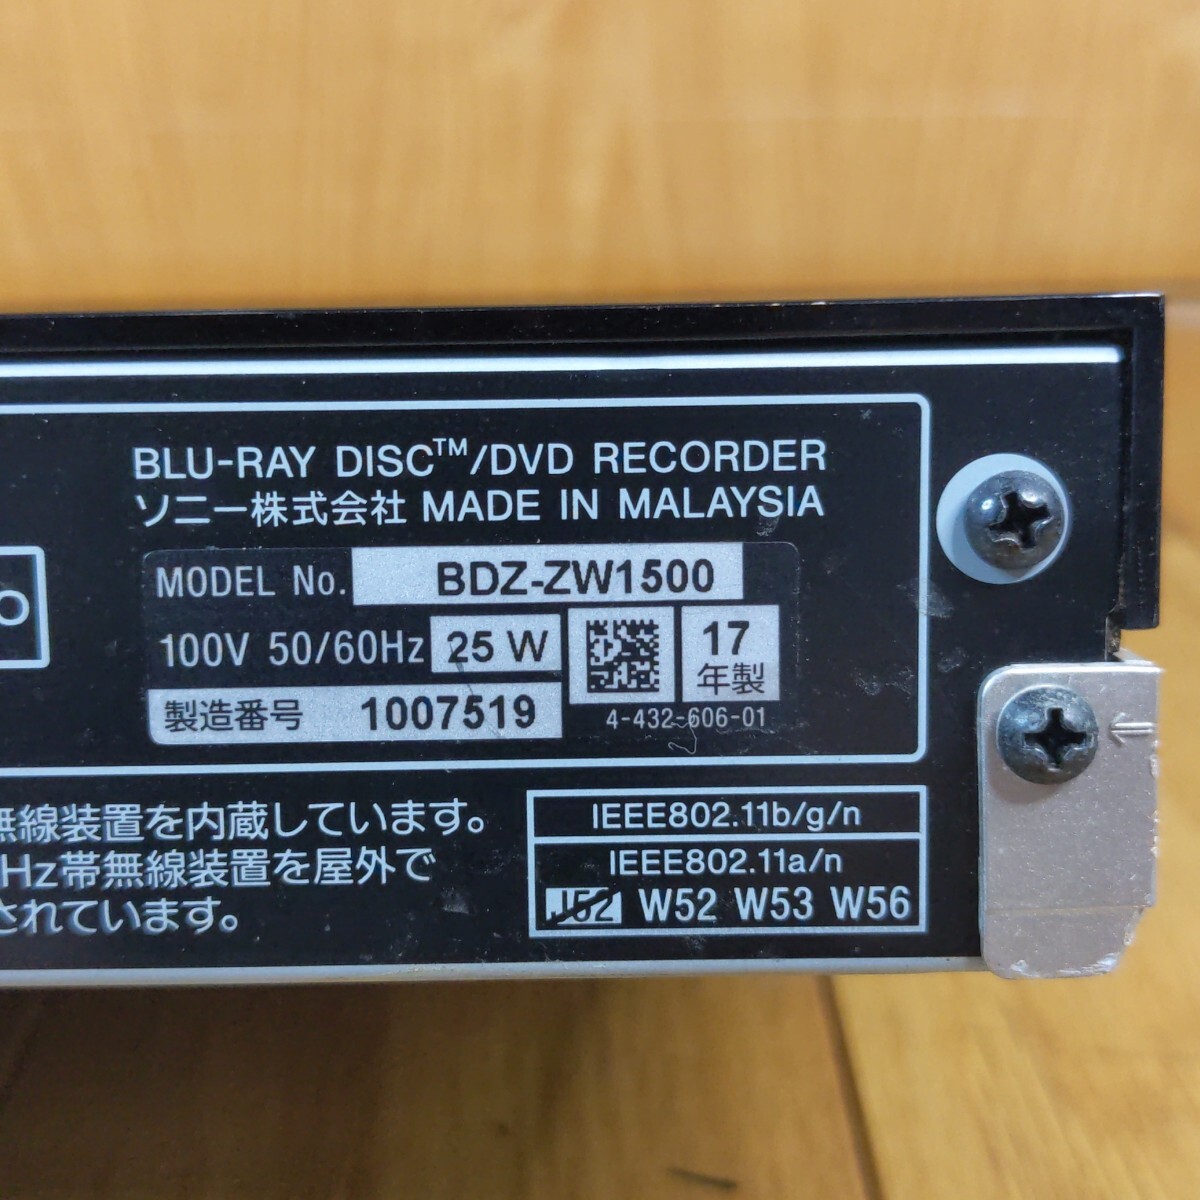 BLU-RAY DISC™/DVD RECORDER
ソニー株式会社 MADE IN MALAYSIA
MODEL No. BDZ-ZW1500
100V 50/60Hz 25 W
17
年製
製造番号 1007519
4-432-606-01
無線装置を内蔵しています。
Hz帯無線装置を屋外で
されています。
IEEE802.11b/g/n
IEEE802.11a/n
J52 W52 W53 W56